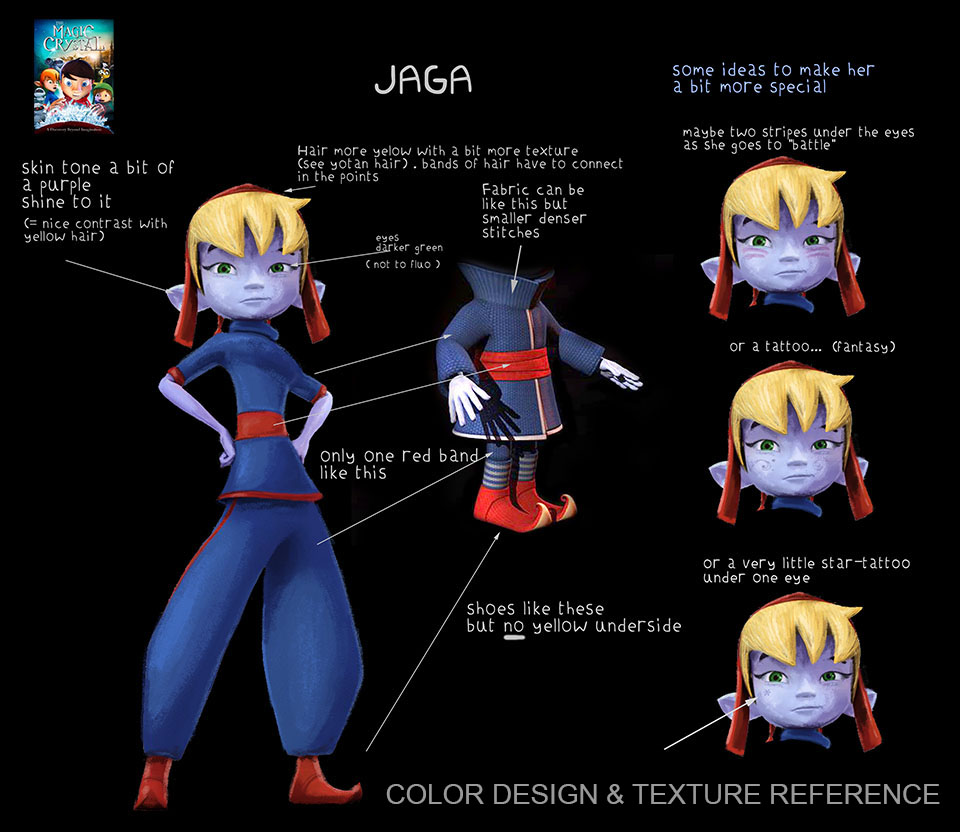 THE
MAGIC
CRYSTAL
JAGA
some ideas to make her
a bit more special
maybe two stripes under the eyes
as she goes to "battle"
skin tone a bit of
a purple
shine to it
(= nice contrast with
yellow hair)
Hair more yelow with a bit more texture
(see yotan hair) . bands of hair have to connect
in the points
Fabric can be
like this but
smaller denser
stitches
eyes
darker green
( not to fluo )
or a tattoo... (fantasy)
only one red band
like this
or a very little star-tattoo
under one eye
shoes like these
but no yellow underside
COLOR DESIGN & TEXTURE REFERENCE